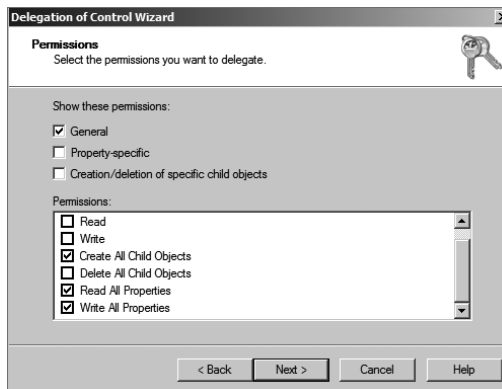 Delegation of Control Wizard
Permissions
Select the permissions you want to delegate.
Show these permissions:
General
Property-specific
Creation/deletion of specific child objects
Permissions:
Read
Write
Create All Child Objects
Delete All Child Objects
Read All Properties
Write All Properties
< Back Next > Cancel Help